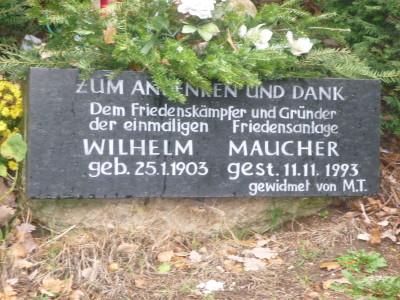 ZUM ANDENKEN UND DANK
Dem Friedenskämpfer und Gründer
der einmaligen Friedensanlage
WILHELM MAUCHER
geb. 25.1.1903 gest. 11.11.1993
gewidmet von M.T.